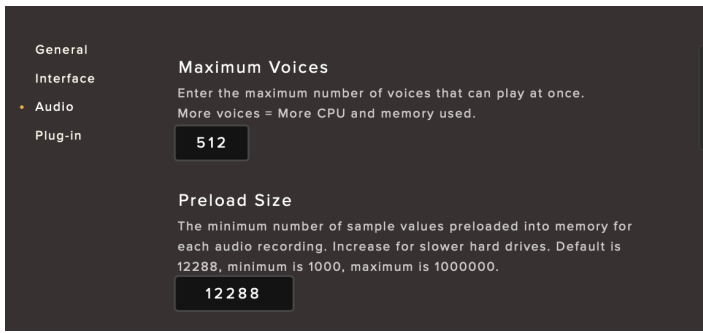 General
Interface
Audio
Plug-in
Maximum Voices
Enter the maximum number of voices that can play at once.
More voices = More CPU and memory used.
512
Preload Size
The minimum number of sample values preloaded into memory for
each audio recording. Increase for slower hard drives. Default is
12288, minimum is 1000, maximum is 1000000.
12288